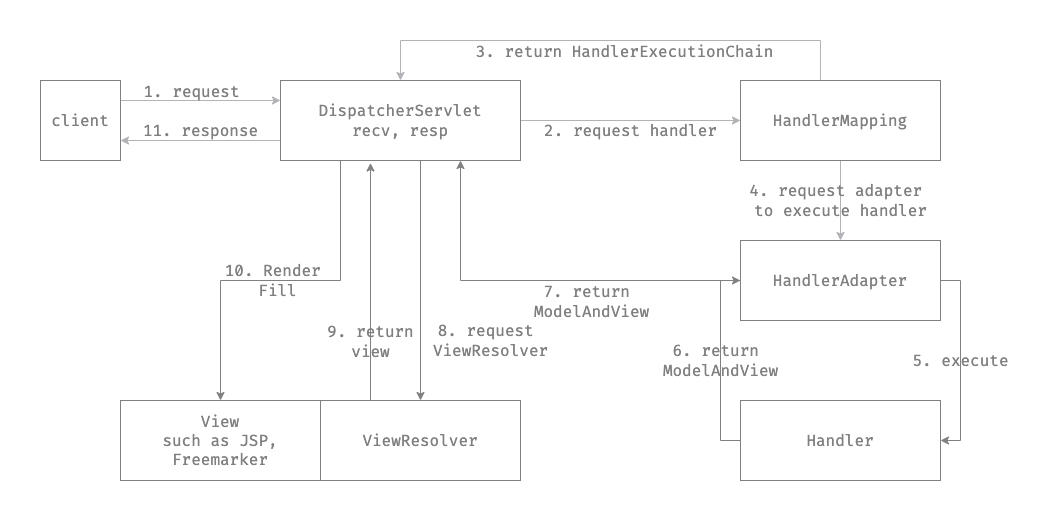 3. return HandlerExecutionChain
client
1. request
11. response
DispatcherServlet
recv, resp
2. request handler
HandlerMapping
4. request adapter
to execute handler
HandlerAdapter
10. Render
Fill
7. return
ModelAndView
9. return
view
8. request
ViewResolver
6. return
ModelAndView
5. execute
View
such as JSP,
Freemarker
ViewResolver
Handler